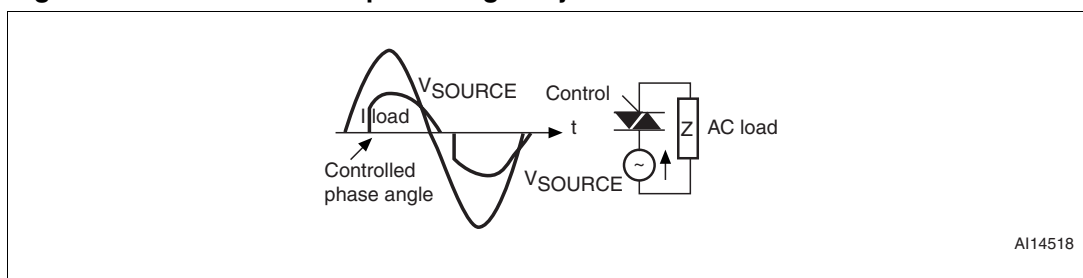 VSOURCE
I load
t
Controlled
phase angle
VSOURCE
Control
Z
AC load
~
AI14518